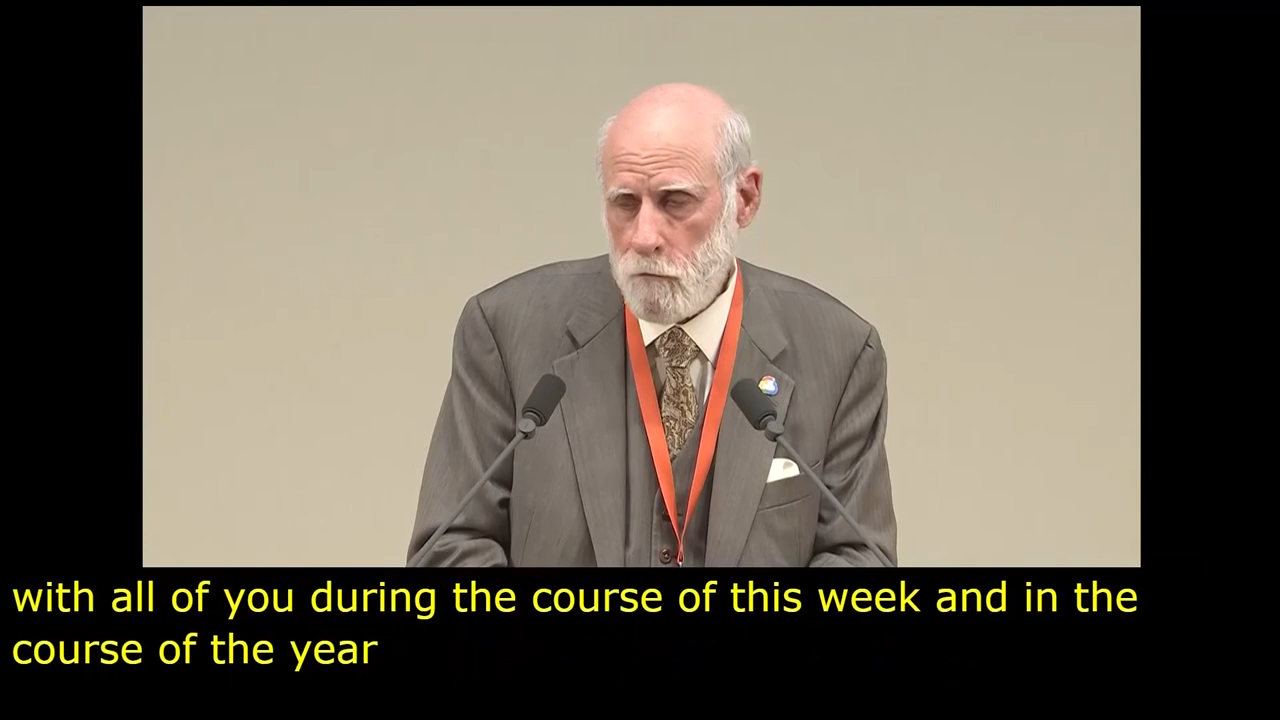 with all of you during the course of this week and in the
course of the year